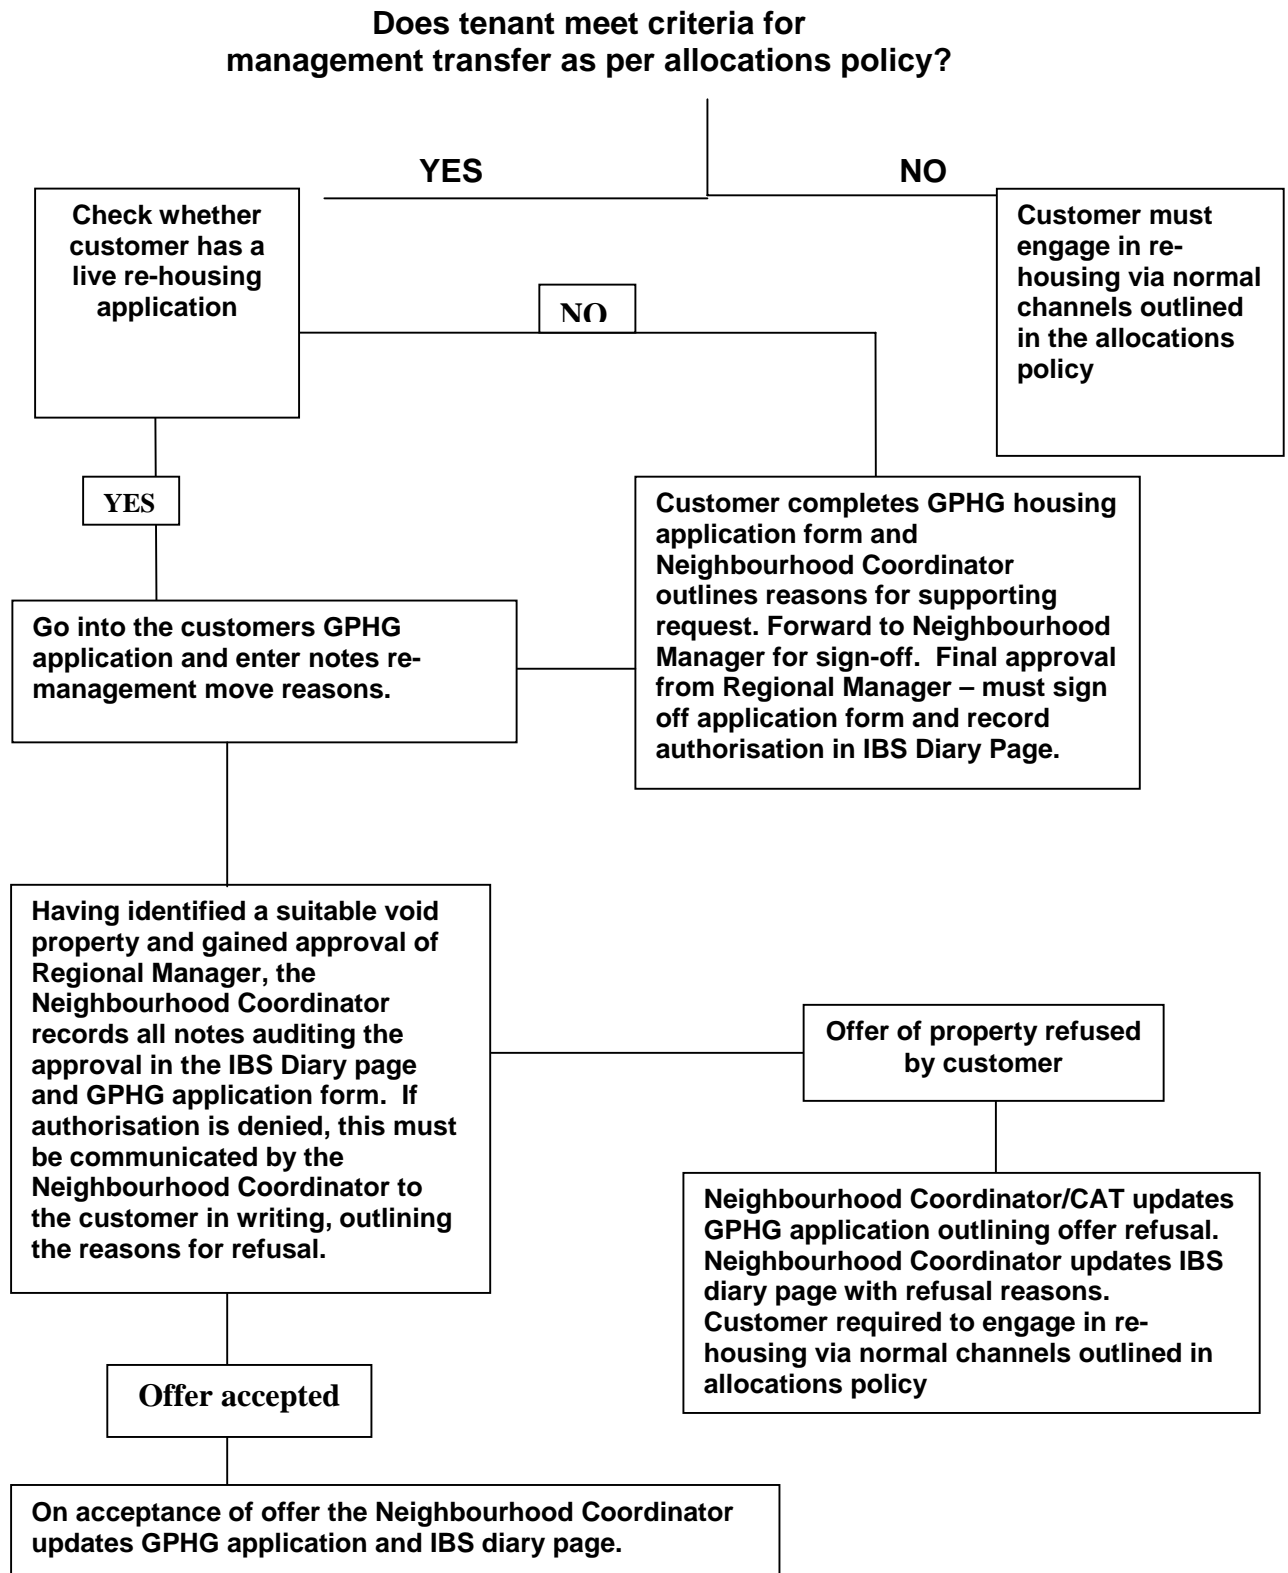 Does tenant meet criteria for
management transfer as per allocations policy?
YES
NO
Check whether
customer has a
live re-housing
application
Customer must
engage in re-
housing via normal
channels outlined
in the allocations
policy
NO
YES
Customer completes GPHG housing
application form and
Neighbourhood Coordinator
outlines reasons for supporting
request. Forward to Neighbourhood
Manager for sign-off.  Final approval
from Regional Manager – must sign
off application form and record
authorisation in IBS Diary Page.
Go into the customers GPHG
application and enter notes re-
management move reasons.
Having identified a suitable void
property and gained approval of
Regional Manager, the
Neighbourhood Coordinator
records all notes auditing the
approval in the IBS Diary page
and GPHG application form.  If
authorisation is denied, this must
be communicated by the
Neighbourhood Coordinator to
the customer in writing, outlining
the reasons for refusal.
Offer of property refused
by customer
Neighbourhood Coordinator/CAT updates
GPHG application outlining offer refusal.
Neighbourhood Coordinator updates IBS
diary page with refusal reasons.
Customer required to engage in re-
housing via normal channels outlined in
allocations policy
Offer accepted
On acceptance of offer the Neighbourhood Coordinator
updates GPHG application and IBS diary page.